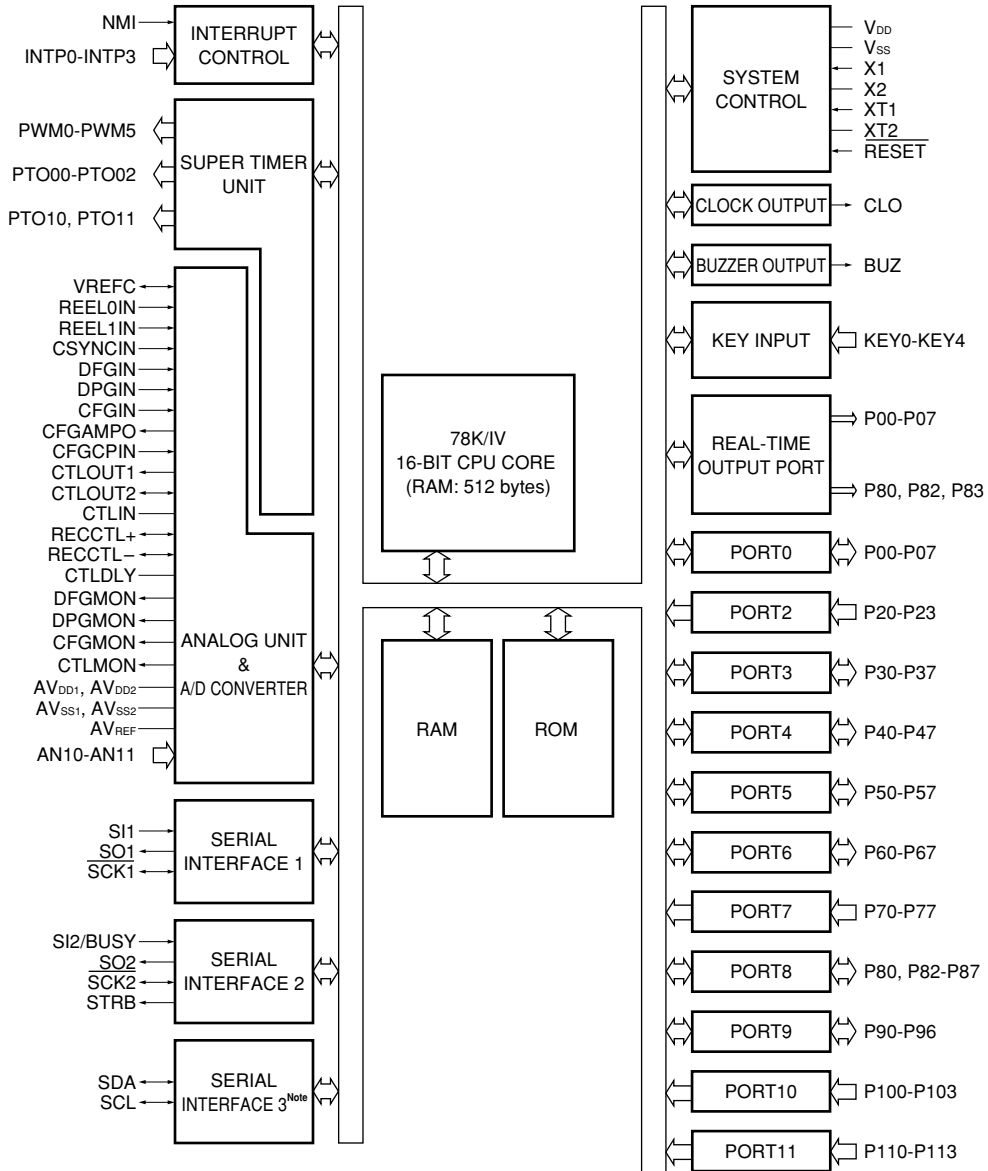 NMI
INTP0-INTP3
INTERRUPT
CONTROL
PWM0-PWM5
PTO00-PTO02
PTO10, PTO11
SUPER TIMER
UNIT
VREFC
REEL0IN
REEL1IN
CSYNCIN
DFGIN
DPGIN
CFGIN
CFGAMPO
CFGCPIN
CTLOUT1
CTLOUT2
CTLIN
RECCTL+
RECCTL−
CTLDLY
DFGMON
DPGMON
CFGMON
CTLMON
AVDD1, AVDD2
AVSS1, AVSS2
AVREF
AN10-AN11
ANALOG UNIT
&
A/D CONVERTER
SI1
SO1
SCK1
SERIAL
INTERFACE 1
SI2/BUSY
SO2
SCK2
STRB
SERIAL
INTERFACE 2
SDA
SCL
SERIAL
INTERFACE 3Note
78K/IV
16-BIT CPU CORE
(RAM: 512 bytes)
RAM
ROM
SYSTEM
CONTROL
VDD
VSS
X1
X2
XT1
XT2
RESET
CLOCK OUTPUT
CLO
BUZZER OUTPUT
BUZ
KEY INPUT
KEY0-KEY4
REAL-TIME
OUTPUT PORT
P00-P07
P80, P82, P83
PORT0
P00-P07
PORT2
P20-P23
PORT3
P30-P37
PORT4
P40-P47
PORT5
P50-P57
PORT6
P60-P67
PORT7
P70-P77
PORT8
P80, P82-P87
PORT9
P90-P96
PORT10
P100-P103
PORT11
P110-P113